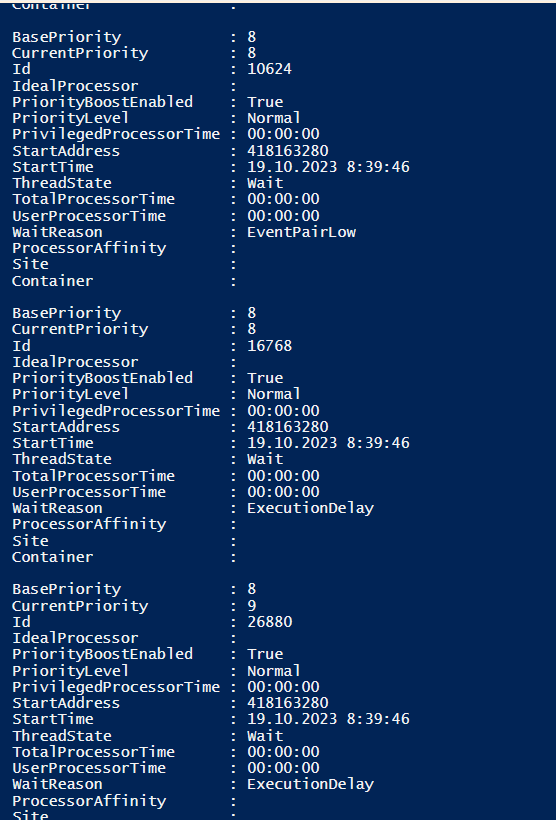 Container :
BasePriority : 8
CurrentPriority : 8
Id : 10624
IdealProcessor :
PriorityBoostEnabled : True
PriorityLevel : Normal
PrivilegedProcessorTime : 00:00:00
StartAddress : 418163280
StartTime : 19.10.2023 8:39:46
ThreadState : Wait
TotalProcessorTime : 00:00:00
UserProcessorTime : 00:00:00
WaitReason : EventPairLow
ProcessorAffinity :
Site :
Container :
BasePriority : 8
CurrentPriority : 8
Id : 16768
IdealProcessor :
PriorityBoostEnabled : True
PriorityLevel : Normal
PrivilegedProcessorTime : 00:00:00
StartAddress : 418163280
StartTime : 19.10.2023 8:39:46
ThreadState : Wait
TotalProcessorTime : 00:00:00
UserProcessorTime : 00:00:00
WaitReason : ExecutionDelay
ProcessorAffinity :
Site :
Container :
BasePriority : 8
CurrentPriority : 9
Id : 26880
IdealProcessor :
PriorityBoostEnabled : True
PriorityLevel : Normal
PrivilegedProcessorTime : 00:00:00
StartAddress : 418163280
StartTime : 19.10.2023 8:39:46
ThreadState : Wait
TotalProcessorTime : 00:00:00
UserProcessorTime : 00:00:00
WaitReason : ExecutionDelay
ProcessorAffinity :
Site :